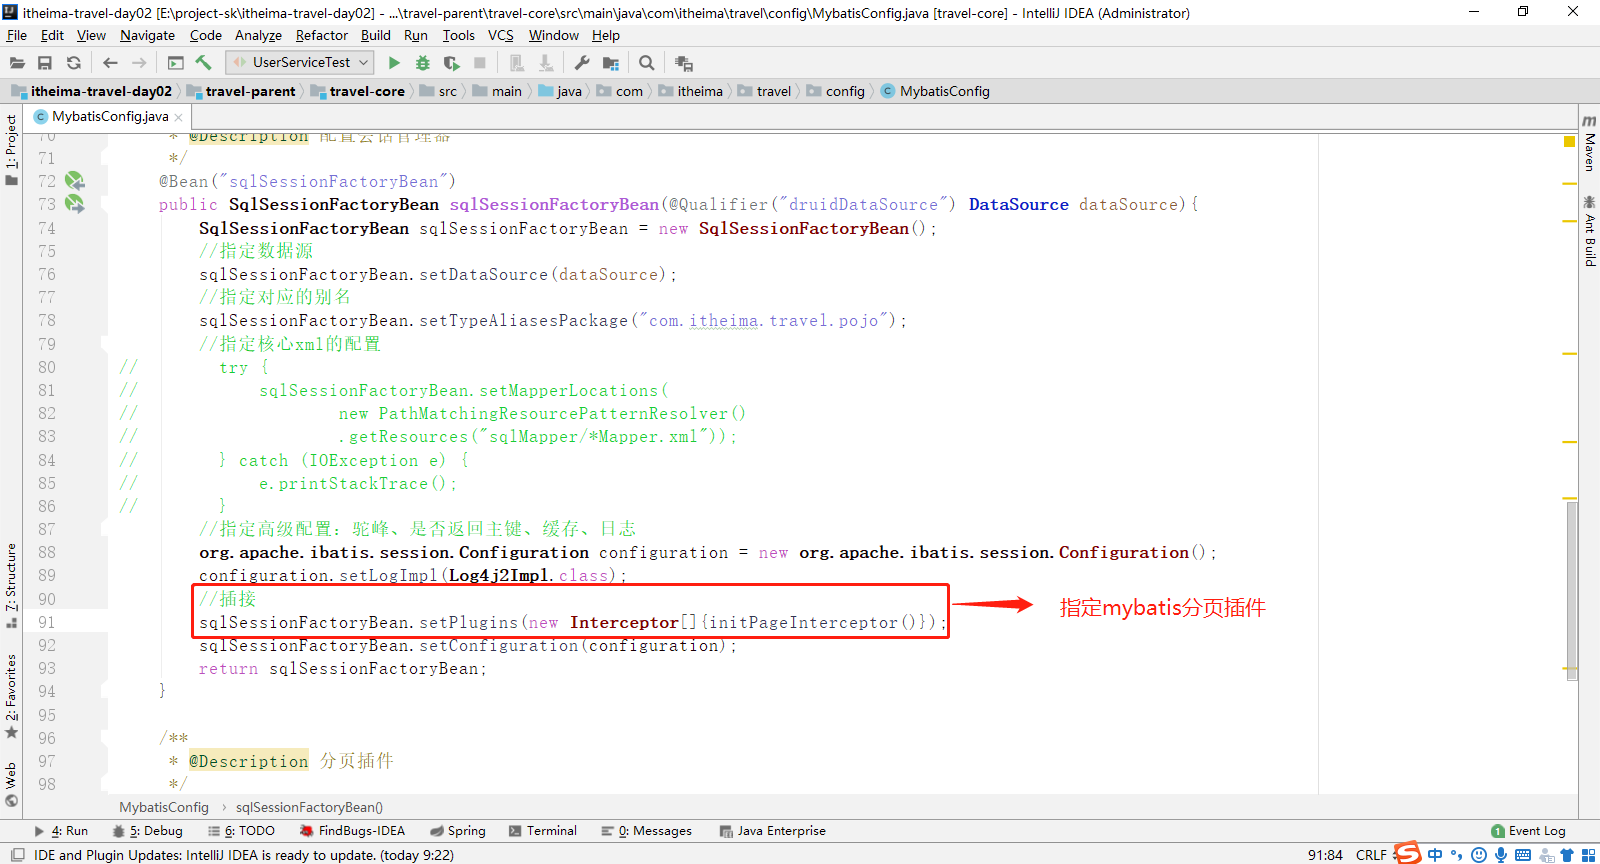 itheima-travel-day02 [E:\project-sk\itheima-travel-day02] - ...\travel-parent\travel-core\src\main\java\com\itheima\travel\config\MybatisConfig.java [travel-core] - IntelliJ IDEA (Administrator)
File Edit View Navigate Code Analyze Refactor Build Run Tools VCS Window Help
UserServiceTest
itheima-travel-day02 travel-parent travel-core src main java com itheima travel config MybatisConfig
MybatisConfig.java
1: Project
7: Structure
2: Favorites
Web
Maven
Ant Build
70 * @Description 配置会话管理器
71 */
72 @Bean("sqlSessionFactoryBean")
73 public SqlSessionFactoryBean sqlSessionFactoryBean(@Qualifier("druidDataSource") DataSource dataSource){
74 SqlSessionFactoryBean sqlSessionFactoryBean = new SqlSessionFactoryBean();
75 //指定数据源
76 sqlSessionFactoryBean.setDataSource(dataSource);
77 //指定对应的别名
78 sqlSessionFactoryBean.setTypeAliasesPackage("com.itheima.travel.pojo");
79 //指定核心xml的配置
80 // try {
81 // sqlSessionFactoryBean.setMapperLocations(
82 // new PathMatchingResourcePatternResolver()
83 // .getResources("sqlMapper/*Mapper.xml"));
84 // } catch (IOException e) {
85 // e.printStackTrace();
86 // }
87 //指定高级配置：驼峰、是否返回主键、缓存、日志
88 org.apache.ibatis.session.Configuration configuration = new org.apache.ibatis.session.Configuration();
89 configuration.setLogImpl(Log4j2Impl.class);
90 //插接
91 sqlSessionFactoryBean.setPlugins(new Interceptor[]{initPageInterceptor()});
指定mybatis分页插件
92 sqlSessionFactoryBean.setConfiguration(configuration);
93 return sqlSessionFactoryBean;
94 }
95
96 /**
97 * @Description 分页插件
98 */
MybatisConfig › sqlSessionFactoryBean()
4: Run 5: Debug 6: TODO FindBugs-IDEA Spring Terminal 0: Messages Java Enterprise 1 Event Log
IDE and Plugin Updates: IntelliJ IDEA is ready to update. (today 9:22) 91:84 CRLF 中